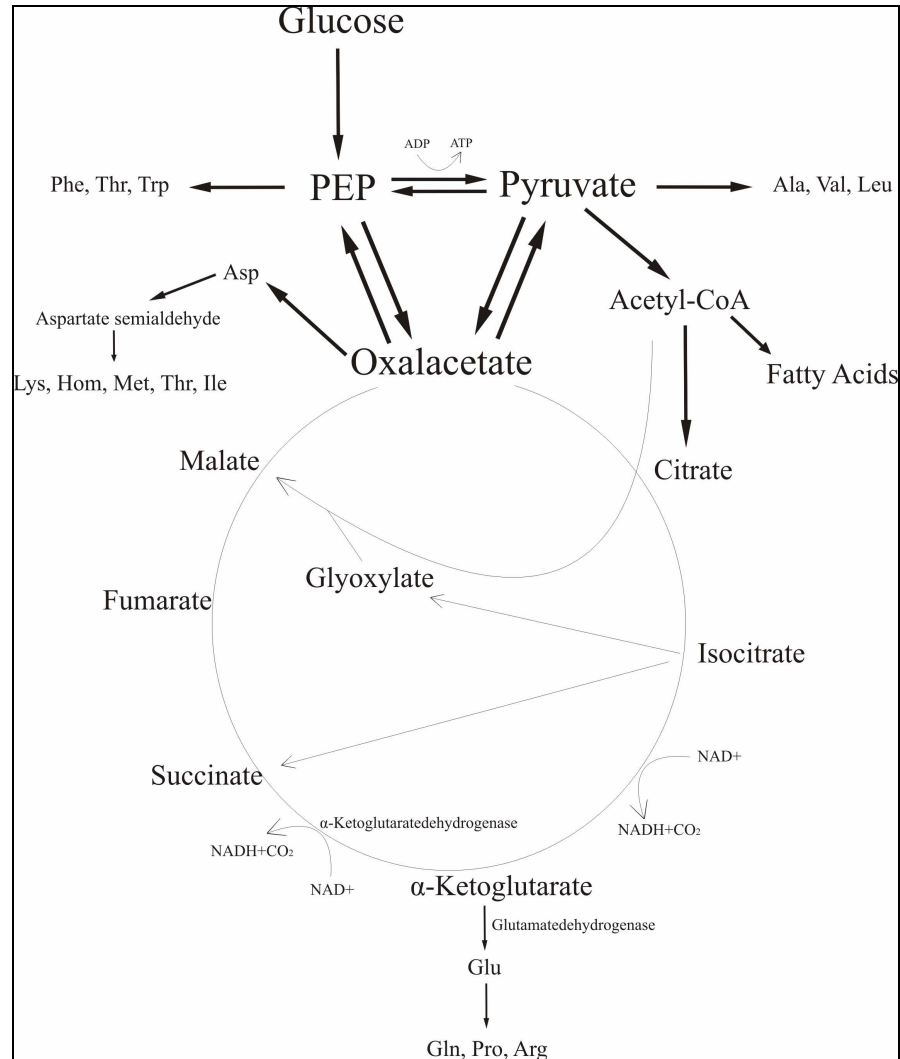 Glucose
ADP
ATP
Phe, Thr, Trp
PEP
Pyruvate
Ala, Val, Leu
Asp
Acetyl-CoA
Aspartate semialdehyde
Oxalacetate
Fatty Acids
Lys, Hom, Met, Thr, Ile
Malate
Citrate
Glyoxylate
Fumarate
Isocitrate
NAD+
Succinate
α-Ketoglutaratedehydrogenase
NADH+CO₂
NADH+CO₂
NAD+
α-Ketoglutarate
Glutamatedehydrogenase
Glu
Gln, Pro, Arg